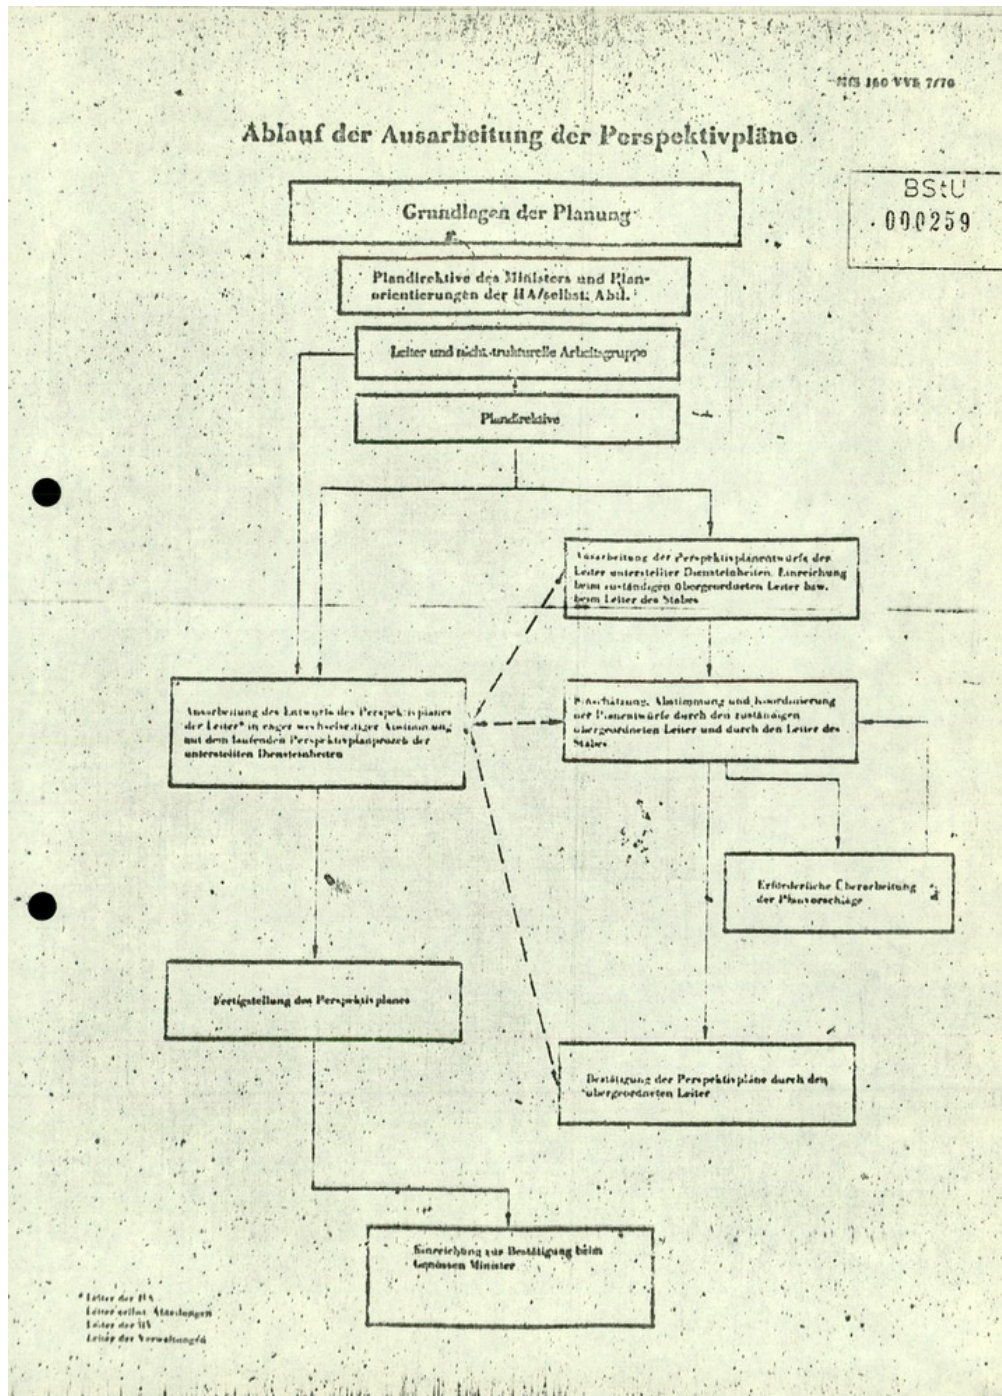 MfS 160 VVS 7/70
Ablauf der Ausarbeitung der Perspektivpläne
BStU
000259
Grundlagen der Planung
Plandirektive des Ministers und Plan-
orientierungen der HA/selbst. Abtl.
Leiter und nicht-strukturelle Arbeitsgruppe
Plandirektive
Ausarbeitung der Perspektivplanentwürfe der
Leiter unterstellter Diensteinheiten. Einreichung
beim zuständigen übergeordneten Leiter bzw.
beim Leiter des Stabes
Ausarbeitung des Entwurfs des Perspektivplanes
der Leiter* in enger wechselseitiger Abstimmung
mit dem laufenden Perspektivplanprozeß der
unterstellten Diensteinheiten
Einschätzung, Abstimmung und Koordinierung
der Planentwürfe durch den zuständigen
übergeordneten Leiter und durch den Leiter des
Stabes
Erforderliche Überarbeitung
der Planvorschläge
Fertigstellung des Perspektivplanes
Bestätigung der Perspektivpläne durch den
übergeordneten Leiter
Einreichung zur Bestätigung beim
Genossen Minister
* Leiter der HA
Leiter selbst. Abteilungen
Leiter der BV
Leiter der Verwaltungen